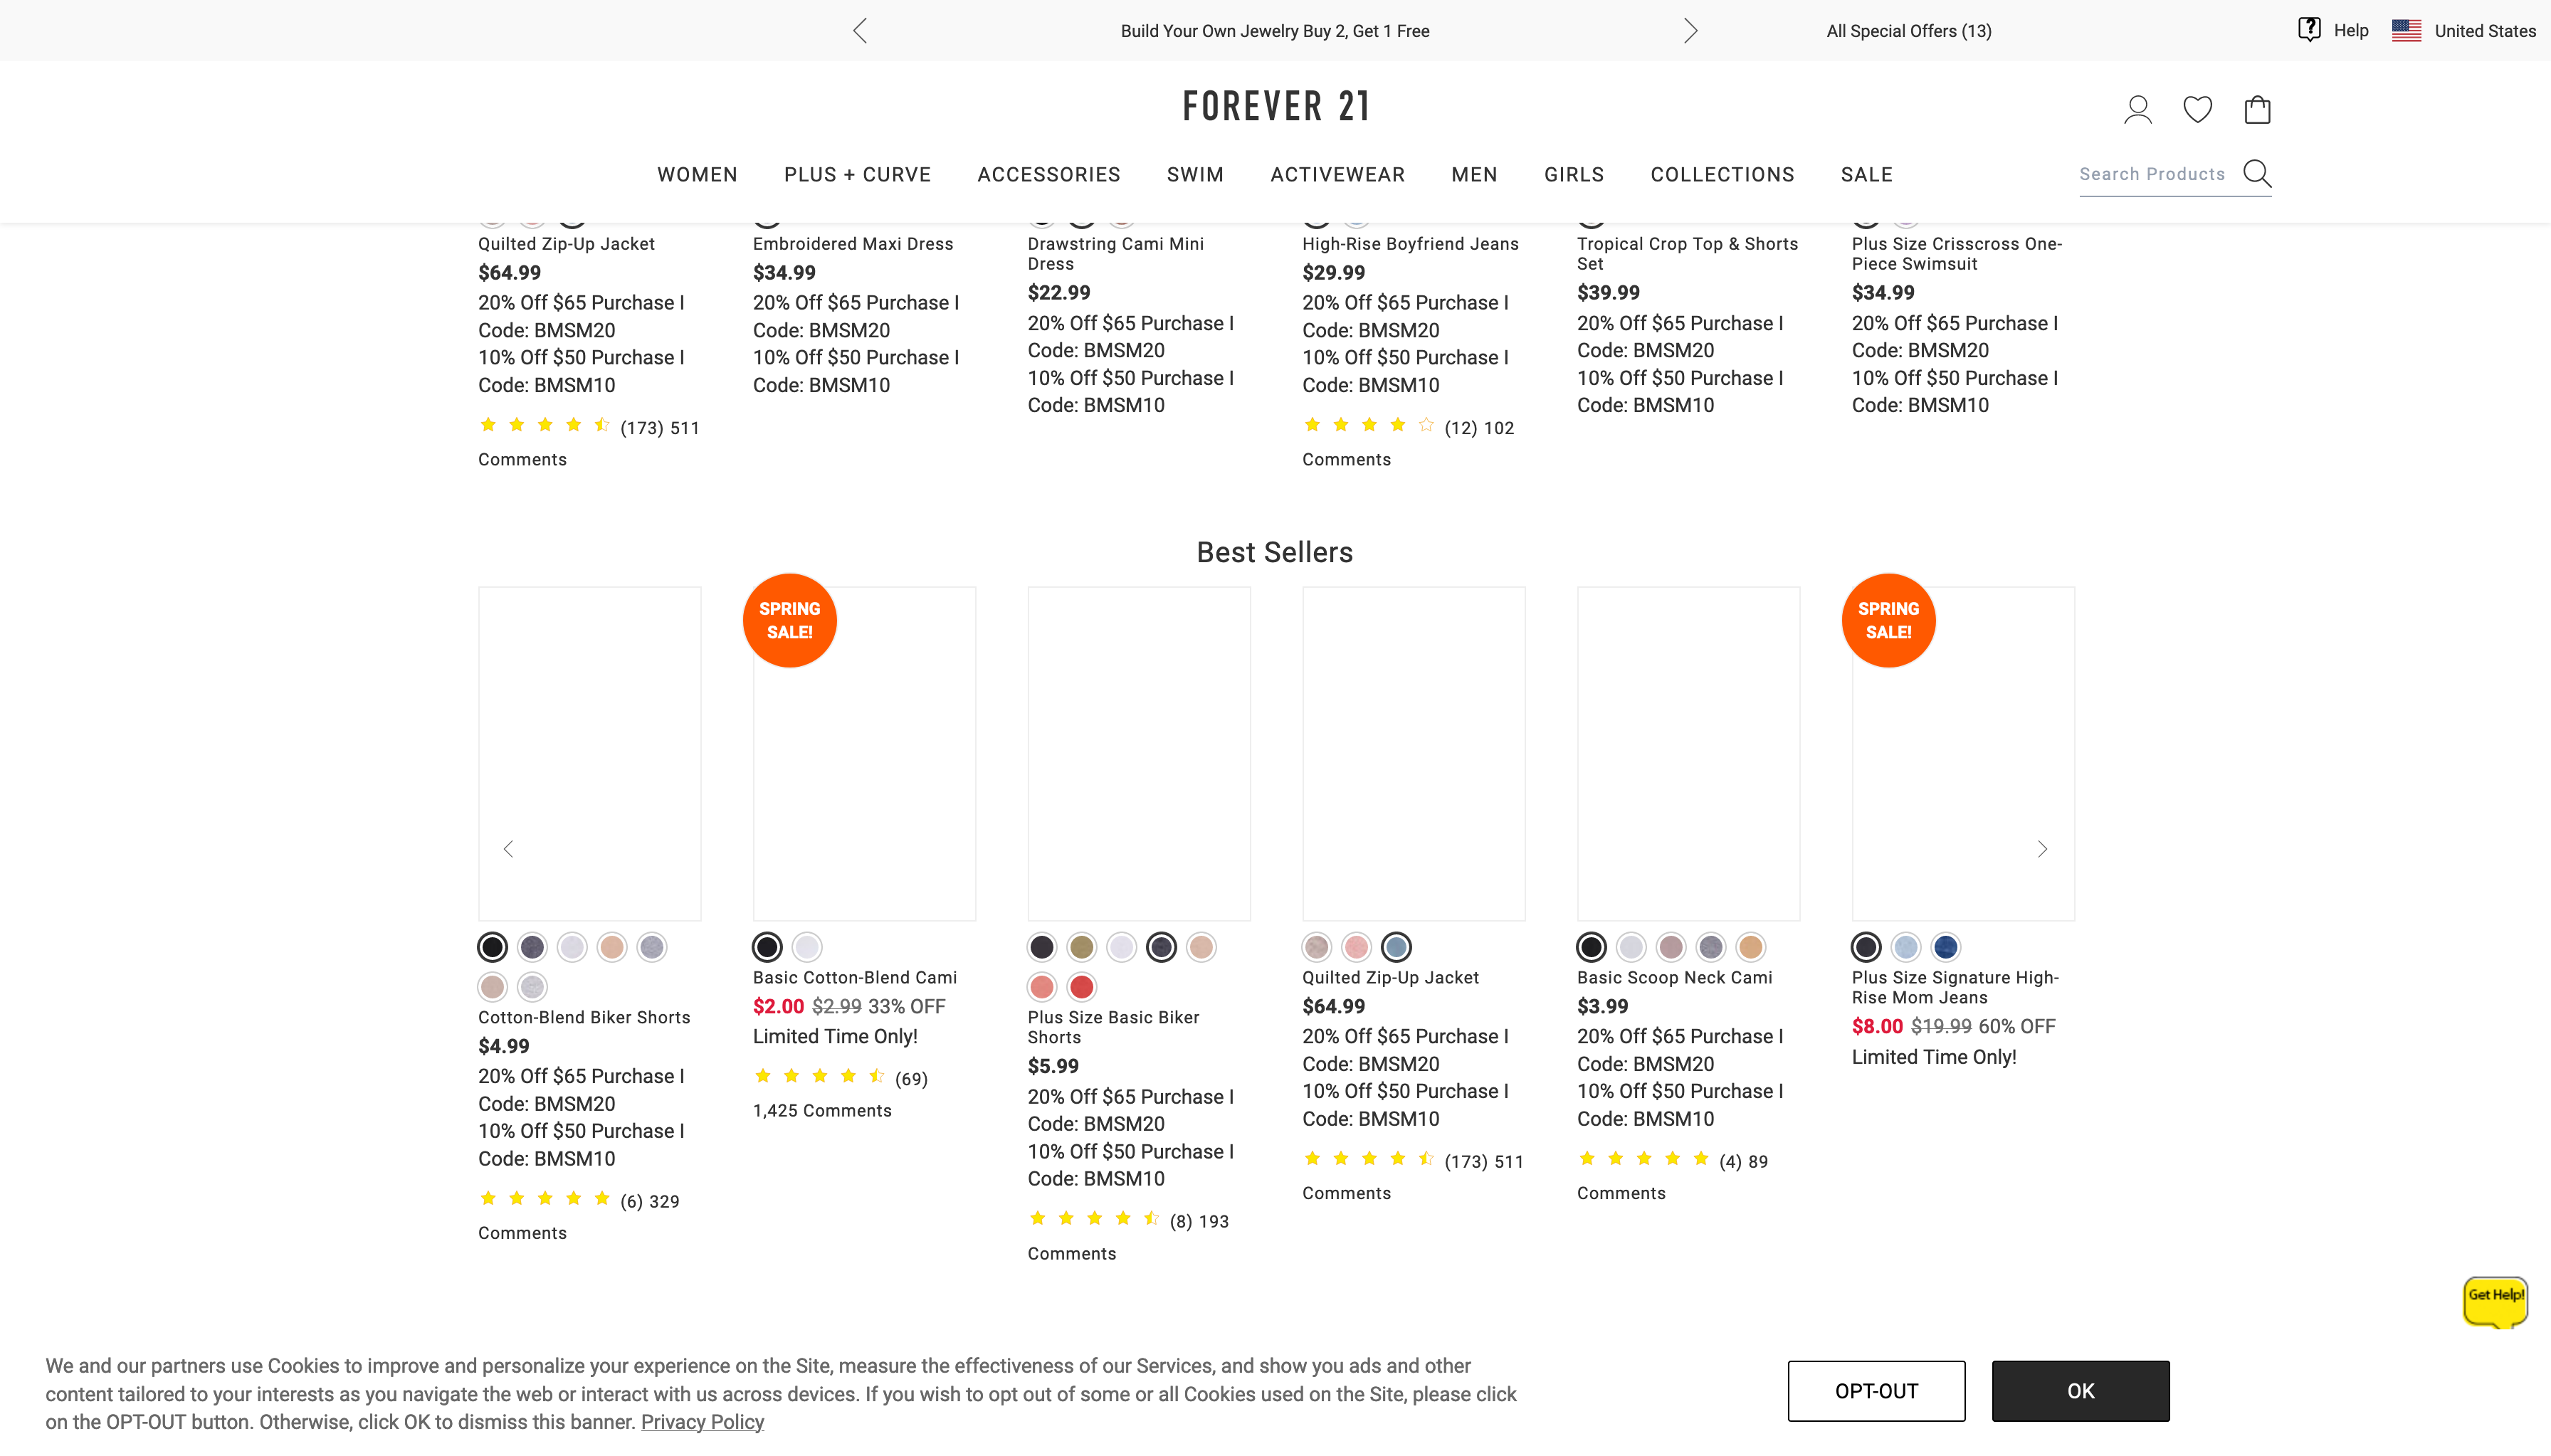 Build Your Own Jewelry Buy 2, Get 1 Free
All Special Offers (13)
Help
United States
FOREVER 21
WOMEN
PLUS + CURVE
ACCESSORIES
SWIM
ACTIVEWEAR
MEN
GIRLS
COLLECTIONS
SALE
Search Products
Quilted Zip-Up Jacket
$64.99
20% Off $65 Purchase I
Code: BMSM20
10% Off $50 Purchase I
Code: BMSM10
(173) 511
Comments
Embroidered Maxi Dress
$34.99
20% Off $65 Purchase I
Code: BMSM20
10% Off $50 Purchase I
Code: BMSM10
Drawstring Cami Mini
Dress
$22.99
20% Off $65 Purchase I
Code: BMSM20
10% Off $50 Purchase I
Code: BMSM10
High-Rise Boyfriend Jeans
$29.99
20% Off $65 Purchase I
Code: BMSM20
10% Off $50 Purchase I
Code: BMSM10
(12) 102
Comments
Tropical Crop Top & Shorts
Set
$39.99
20% Off $65 Purchase I
Code: BMSM20
10% Off $50 Purchase I
Code: BMSM10
Plus Size Crisscross One-
Piece Swimsuit
$34.99
20% Off $65 Purchase I
Code: BMSM20
10% Off $50 Purchase I
Code: BMSM10
Best Sellers
Cotton-Blend Biker Shorts
$4.99
20% Off $65 Purchase I
Code: BMSM20
10% Off $50 Purchase I
Code: BMSM10
(6) 329
Comments
SPRING
SALE!
Basic Cotton-Blend Cami
$2.00 $2.99 33% OFF
Limited Time Only!
(69)
1,425 Comments
Plus Size Basic Biker
Shorts
$5.99
20% Off $65 Purchase I
Code: BMSM20
10% Off $50 Purchase I
Code: BMSM10
(8) 193
Comments
Quilted Zip-Up Jacket
$64.99
20% Off $65 Purchase I
Code: BMSM20
10% Off $50 Purchase I
Code: BMSM10
(173) 511
Comments
Basic Scoop Neck Cami
$3.99
20% Off $65 Purchase I
Code: BMSM20
10% Off $50 Purchase I
Code: BMSM10
(4) 89
Comments
SPRING
SALE!
Plus Size Signature High-
Rise Mom Jeans
$8.00 $19.99 60% OFF
Limited Time Only!
Get Help!
We and our partners use Cookies to improve and personalize your experience on the Site, measure the effectiveness of our Services, and show you ads and other
content tailored to your interests as you navigate the web or interact with us across devices. If you wish to opt out of some or all Cookies used on the Site, please click
on the OPT-OUT button. Otherwise, click OK to dismiss this banner. Privacy Policy
OPT-OUT
OK